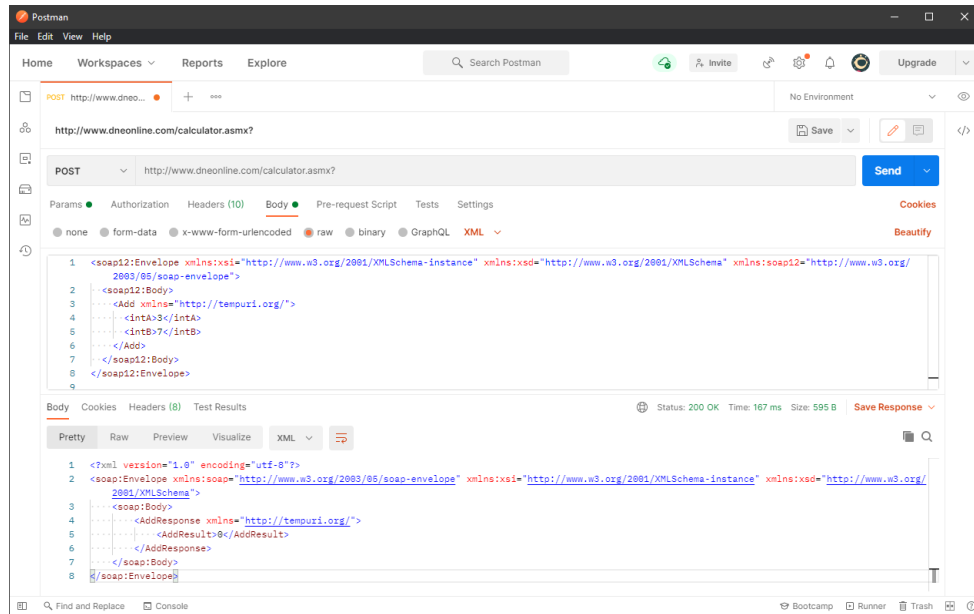 Postman
File Edit View Help
Home Workspaces Reports Explore Search Postman Invite Upgrade
POST http://www.dneo... No Environment
http://www.dneonline.com/calculator.asmx? Save
POST http://www.dneonline.com/calculator.asmx? Send
Params Authorization Headers (10) Body Pre-request Script Tests Settings Cookies
none form-data x-www-form-urlencoded raw binary GraphQL XML Beautify
1 <soap12:Envelope xmlns:xsi="http://www.w3.org/2001/XMLSchema-instance" xmlns:xsd="http://www.w3.org/2001/XMLSchema" xmlns:soap12="http://www.w3.org/
2003/05/soap-envelope">
2 <soap12:Body>
3 <Add xmlns="http://tempuri.org/">
4 <intA>3</intA>
5 <intB>7</intB>
6 </Add>
7 </soap12:Body>
8 </soap12:Envelope>
9
Body Cookies Headers (8) Test Results Status: 200 OK Time: 167 ms Size: 595 B Save Response
Pretty Raw Preview Visualize XML
1 <?xml version="1.0" encoding="utf-8"?>
2 <soap:Envelope xmlns:soap="http://www.w3.org/2003/05/soap-envelope" xmlns:xsi="http://www.w3.org/2001/XMLSchema-instance" xmlns:xsd="http://www.w3.org/
2001/XMLSchema">
3 <soap:Body>
4 <AddResponse xmlns="http://tempuri.org/">
5 <AddResult>0</AddResult>
6 </AddResponse>
7 </soap:Body>
8 </soap:Envelope>
Find and Replace Console Bootcamp Runner Trash